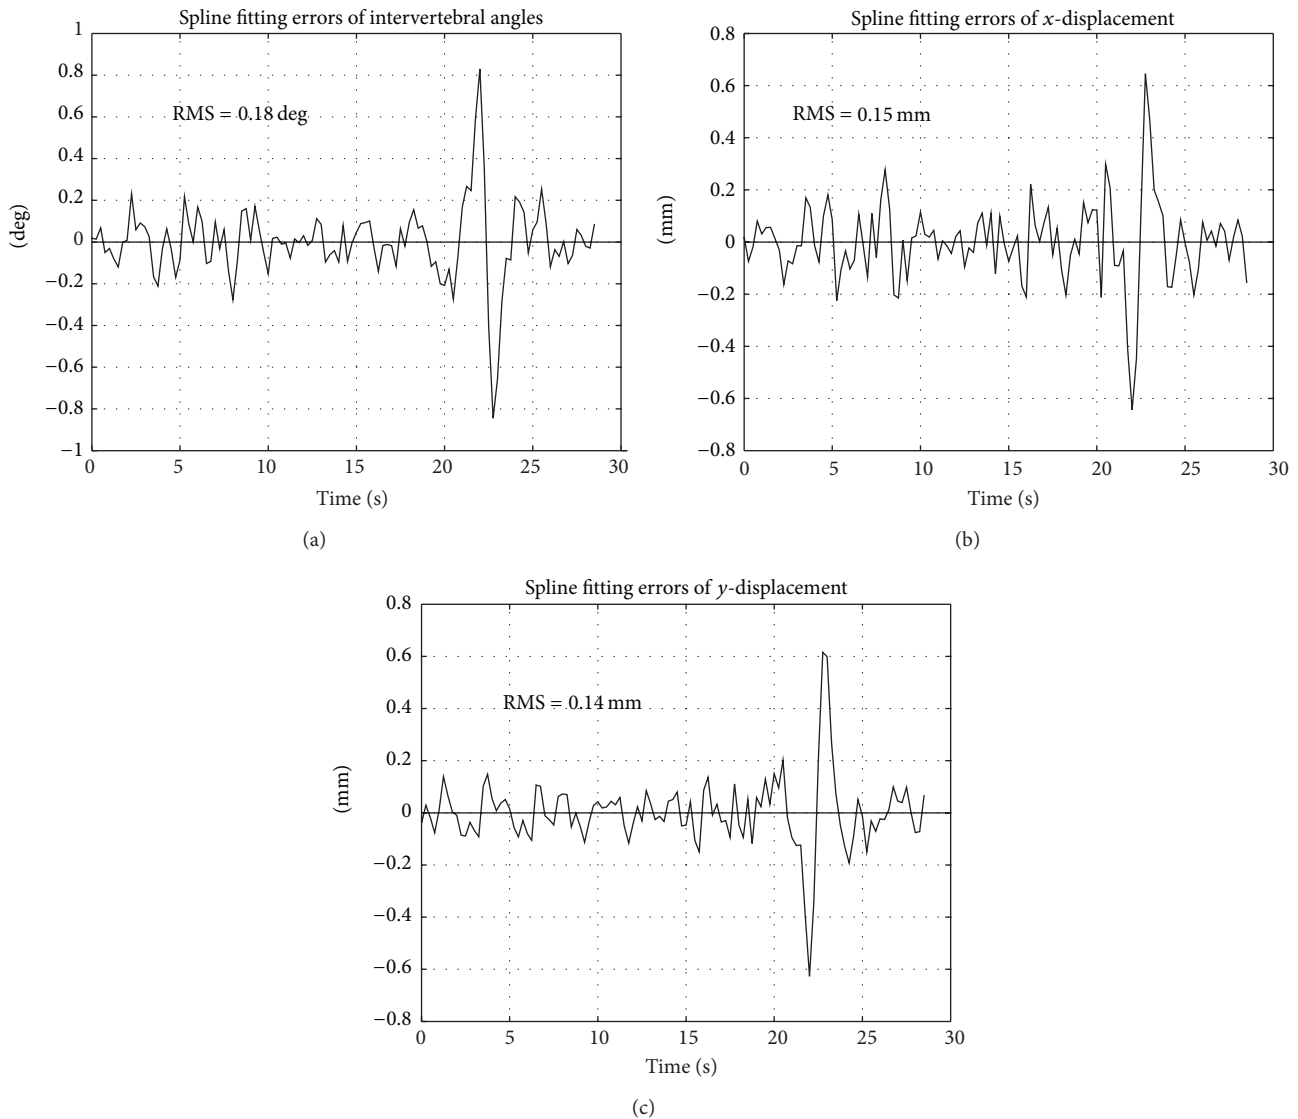 Spline fitting errors of intervertebral angles
1
0.8
0.6
0.4
0.2
0
−0.2
−0.4
−0.6
−0.8
−1
(deg)
RMS = 0.18 deg
0 5 10 15 20 25 30
Time (s)
(a)
Spline fitting errors of x-displacement
0.8
0.6
0.4
0.2
0
−0.2
−0.4
−0.6
−0.8
(mm)
RMS = 0.15 mm
0 5 10 15 20 25 30
Time (s)
(b)
Spline fitting errors of y-displacement
0.8
0.6
0.4
0.2
0
−0.2
−0.4
−0.6
−0.8
(mm)
RMS = 0.14 mm
0 5 10 15 20 25 30
Time (s)
(c)